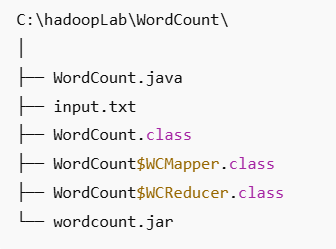 C:\hadoopLab\WordCount\
│
├── WordCount.java
├── input.txt
├── WordCount.class
├── WordCount$WCMapper.class
├── WordCount$WCReducer.class
└── wordcount.jar